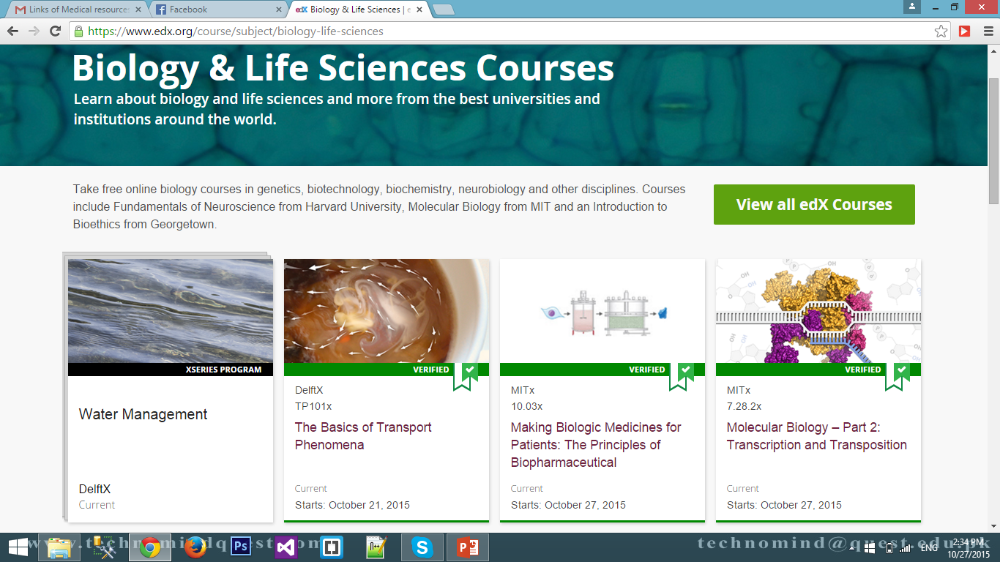 Links of Medical resource
Facebook
edX Biology & Life Sciences | e
https://www.edx.org/course/subject/biology-life-sciences
Biology & Life Sciences Courses
Learn about biology and life sciences and more from the best universities and
institutions around the world.
Take free online biology courses in genetics, biotechnology, biochemistry, neurobiology and other disciplines. Courses
include Fundamentals of Neuroscience from Harvard University, Molecular Biology from MIT and an Introduction to
Bioethics from Georgetown.
View all edX Courses
XSERIES PROGRAM
Water Management
DelftX
Current
VERIFIED
DelftX
TP101x
The Basics of Transport
Phenomena
Current
Starts: October 21, 2015
VERIFIED
MITx
10.03x
Making Biologic Medicines for
Patients: The Principles of
Biopharmaceutical
Current
Starts: October 27, 2015
OH
OH
OH
VERIFIED
MITx
7.28.2x
Molecular Biology – Part 2:
Transcription and Transposition
Current
Starts: October 27, 2015
www.technomindquest.com
Ps
N++
S
P
technomind@quest.edu.pk
ENG
2:34 PM
10/27/2015